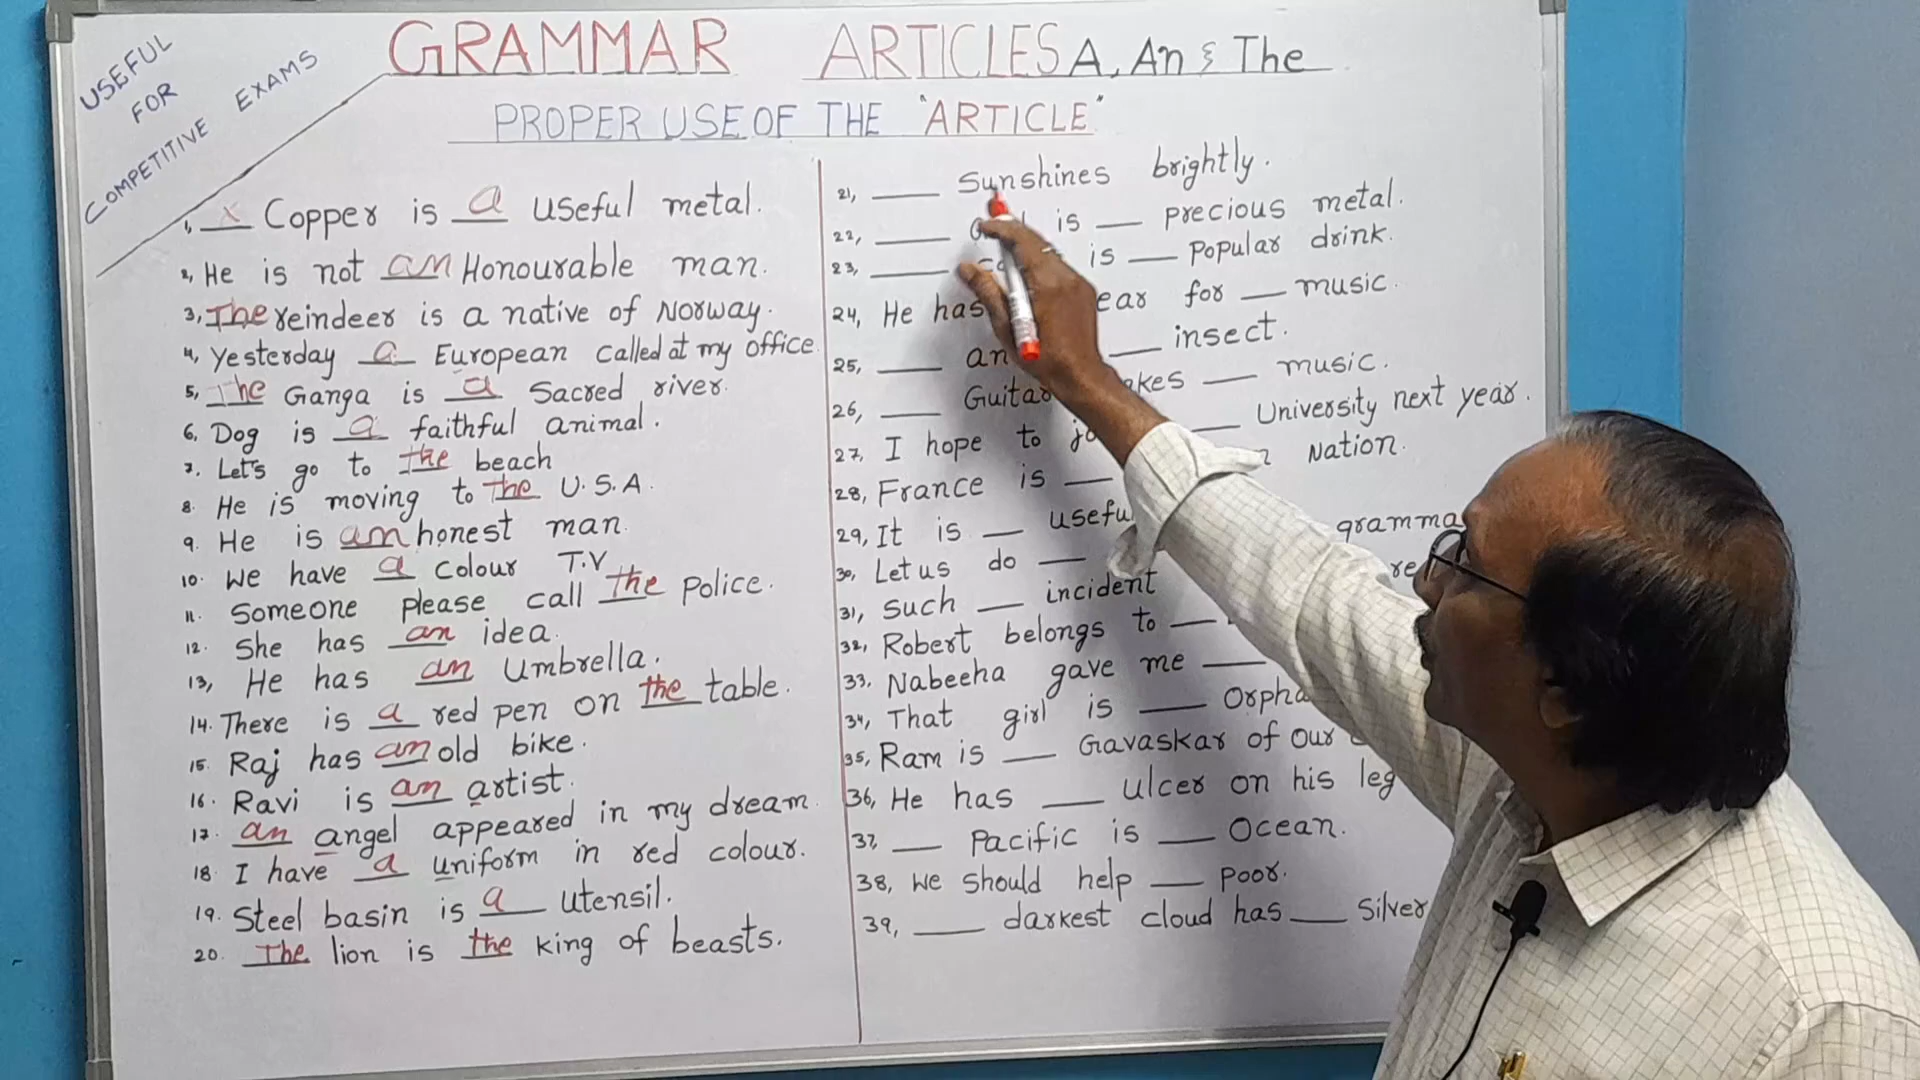 USEFUL
FOR
COMPETITIVE EXAMS
GRAMMAR ARTICLES A, An & The
PROPER USE OF THE "ARTICLE"
1, x Copper is a useful metal.
2, He is not an Honourable man.
3, The reindeer is a native of Norway.
4, Yesterday a European called at my office
5, The Ganga is a Sacred river.
6, Dog is a faithful animal.
7. Let's go to the beach
8. He is moving to the U.S.A.
9. He is an honest man.
10. We have a colour T.V
11. Someone please call the police.
12. She has an idea.
13, He has an Umbrella.
14. There is a red pen on the table.
15. Raj has an old bike.
16. Ravi is an artist.
17. an angel appeared in my dream.
18. I have a uniform in red colour.
19. Steel basin is a utensil.
20. The lion is the king of beasts.
21, ___ Sunshines brightly.
22, ___ is ___ precious metal.
23, ___ is ___ Popular drink.
24, He has ear for ___ music.
25, ___ an ___ insect.
26, ___ Guitar ___ music.
27, I hope to ___ University next year.
28, France is ___ Nation.
29, It is ___ useful gramma
30, Let us do ___ re
31, Such ___ incident
32, Robert belongs to ___
33. Nabeeha gave me ___
34, That girl is ___ Orpha
35, Ram is ___ Gavaskar of our
36, He has ___ ulcer on his leg
37, ___ Pacific is ___ Ocean.
38, We should help ___ poor.
39, ___ darkest cloud has ___ Silver